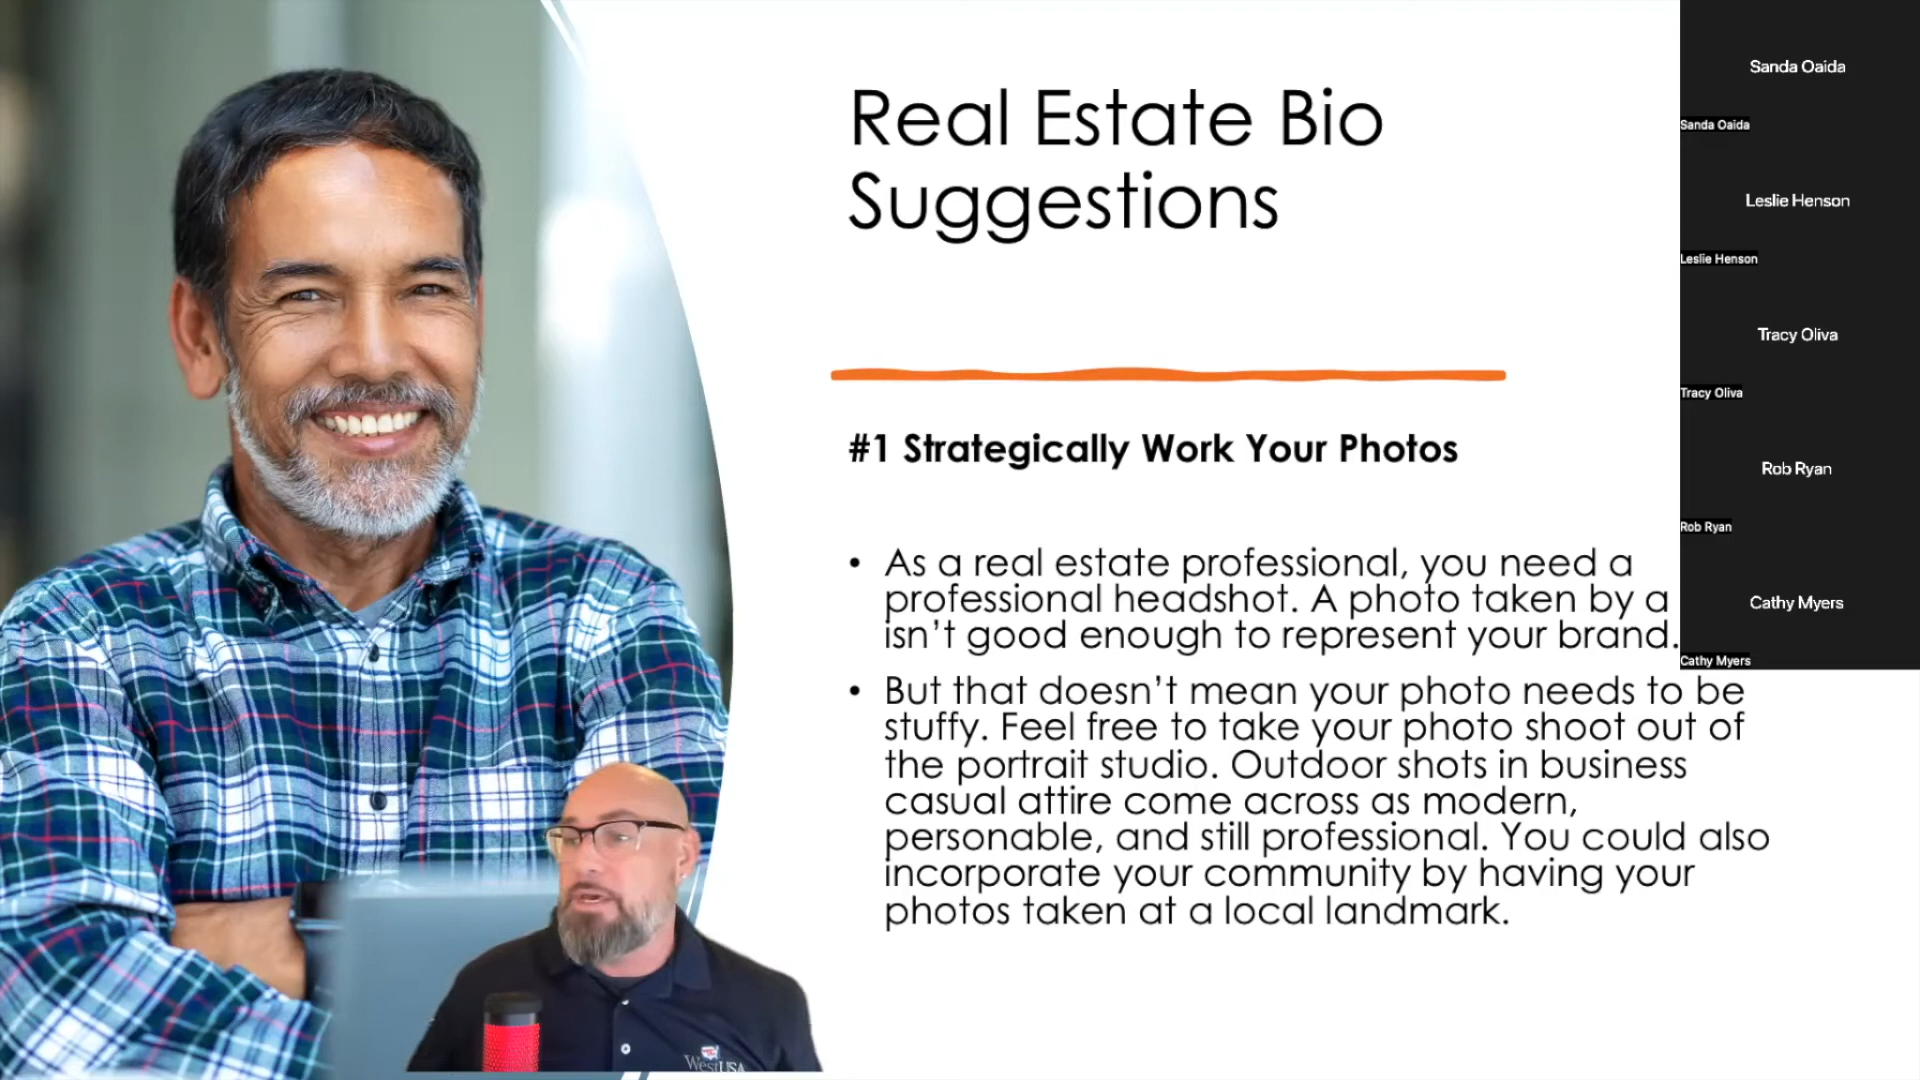 Real Estate Bio
Suggestions
#1 Strategically Work Your Photos
• As a real estate professional, you need a
professional headshot. A photo taken by a
isn't good enough to represent your brand.
• But that doesn't mean your photo needs to be
stuffy. Feel free to take your photo shoot out of
the portrait studio. Outdoor shots in business
casual attire come across as modern,
personable, and still professional. You could also
incorporate your community by having your
photos taken at a local landmark.
Sanda Oaida
Sanda Oaida
Leslie Henson
Leslie Henson
Tracy Oliva
Tracy Oliva
Rob Ryan
Rob Ryan
Cathy Myers
Cathy Myers
WestUSA